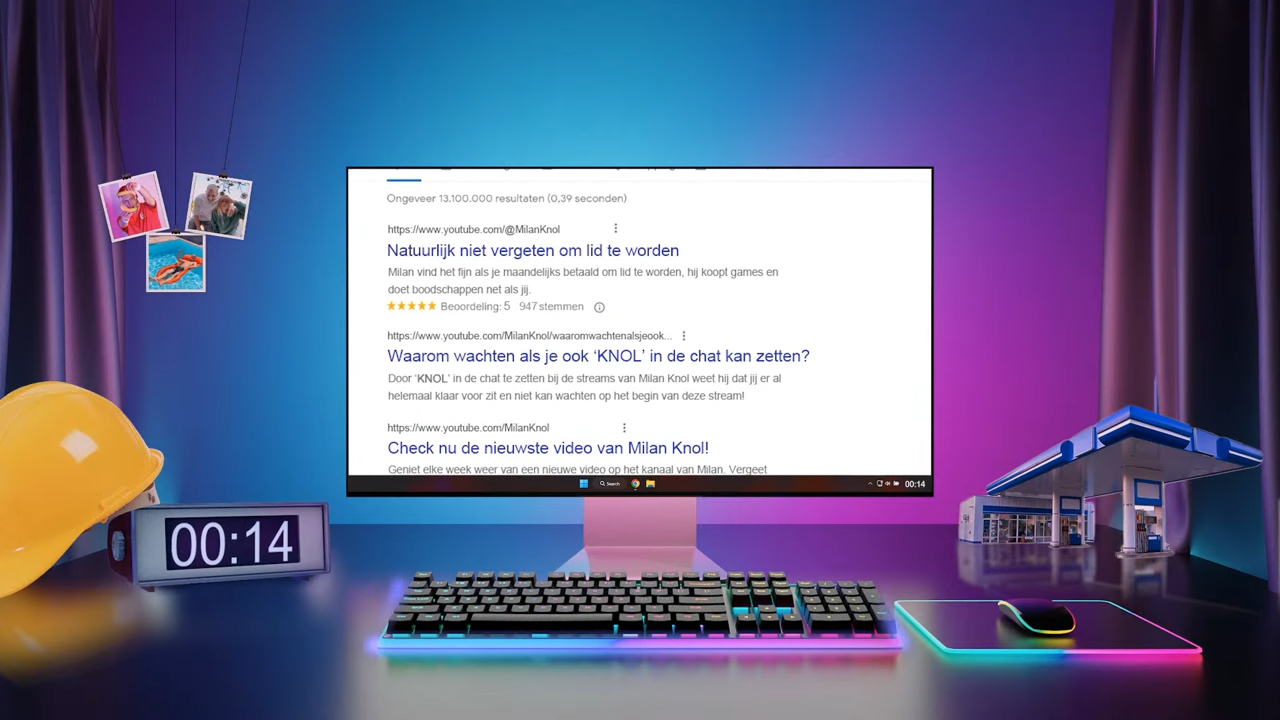 Ongeveer 13.100.000 resultaten (0,39 seconden)
https://www.youtube.com/@MilanKnol
Natuurlijk niet vergeten om lid te worden
Milan vind het fijn als je maandelijks betaald om lid te worden, hij koopt games en
doet boodschappen net als jij.
Beoordeling: 5 947 stemmen
https://www.youtube.com/MilanKnol/waaromwachtenalsjeook...
Waarom wachten als je ook ‘KNOL’ in de chat kan zetten?
Door ‘KNOL’ in de chat te zetten bij de streams van Milan Knol weet hij dat jij er al
helemaal klaar voor zit en niet kan wachten op het begin van deze stream!
https://www.youtube.com/MilanKnol
Check nu de nieuwste video van Milan Knol!
Geniet elke week weer van een nieuwe video op het kanaal van Milan. Vergeet
Search
00:14
00:14